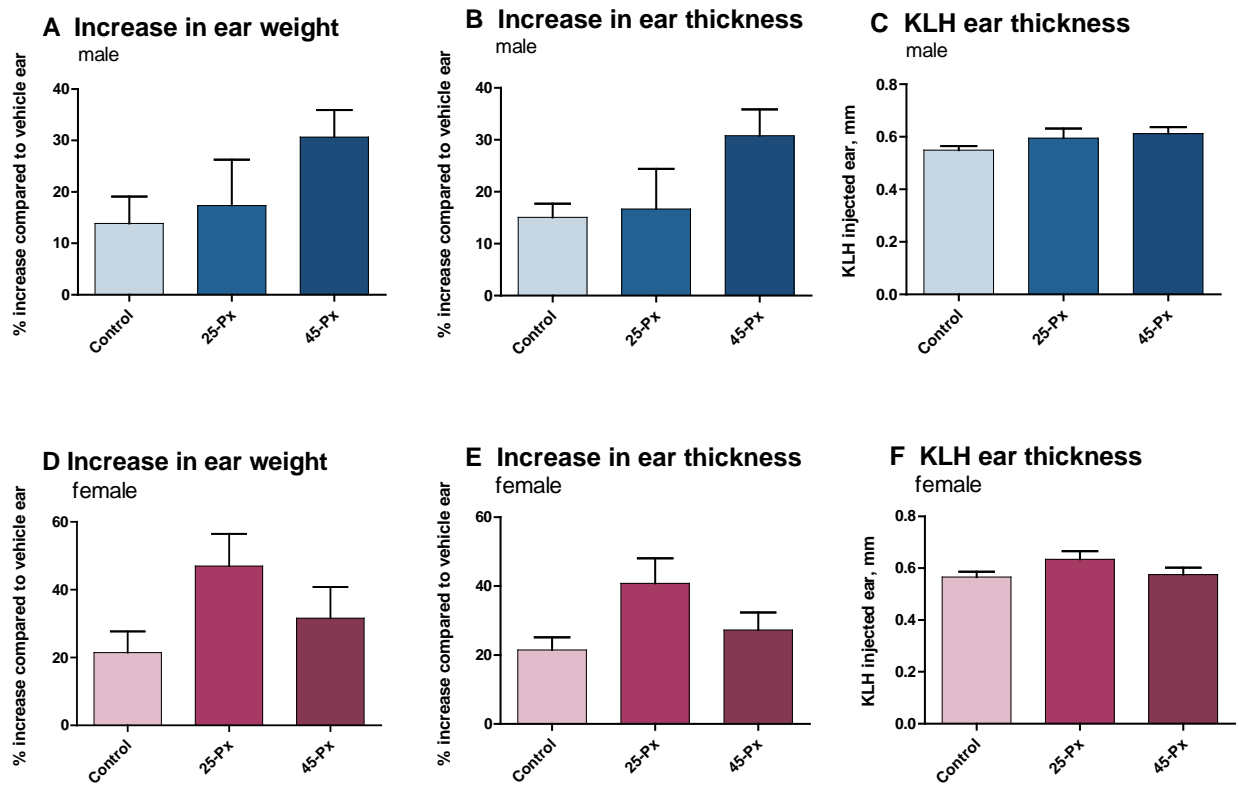 A Increase in ear weight
male
% increase compared to vehicle ear
40
30
20
10
0
Control
25-Px
45-Px
B Increase in ear thickness
male
% increase compared to vehicle ear
40
30
20
10
0
Control
25-Px
45-Px
C KLH ear thickness
male
KLH injected ear, mm
0.8
0.6
0.4
0.2
0.0
Control
25-Px
45-Px
D Increase in ear weight
female
% increase compared to vehicle ear
60
40
20
0
Control
25-Px
45-Px
E Increase in ear thickness
female
% increase compared to vehicle ear
60
40
20
0
Control
25-Px
45-Px
F KLH ear thickness
female
KLH injected ear, mm
0.8
0.6
0.4
0.2
0.0
Control
25-Px
45-Px